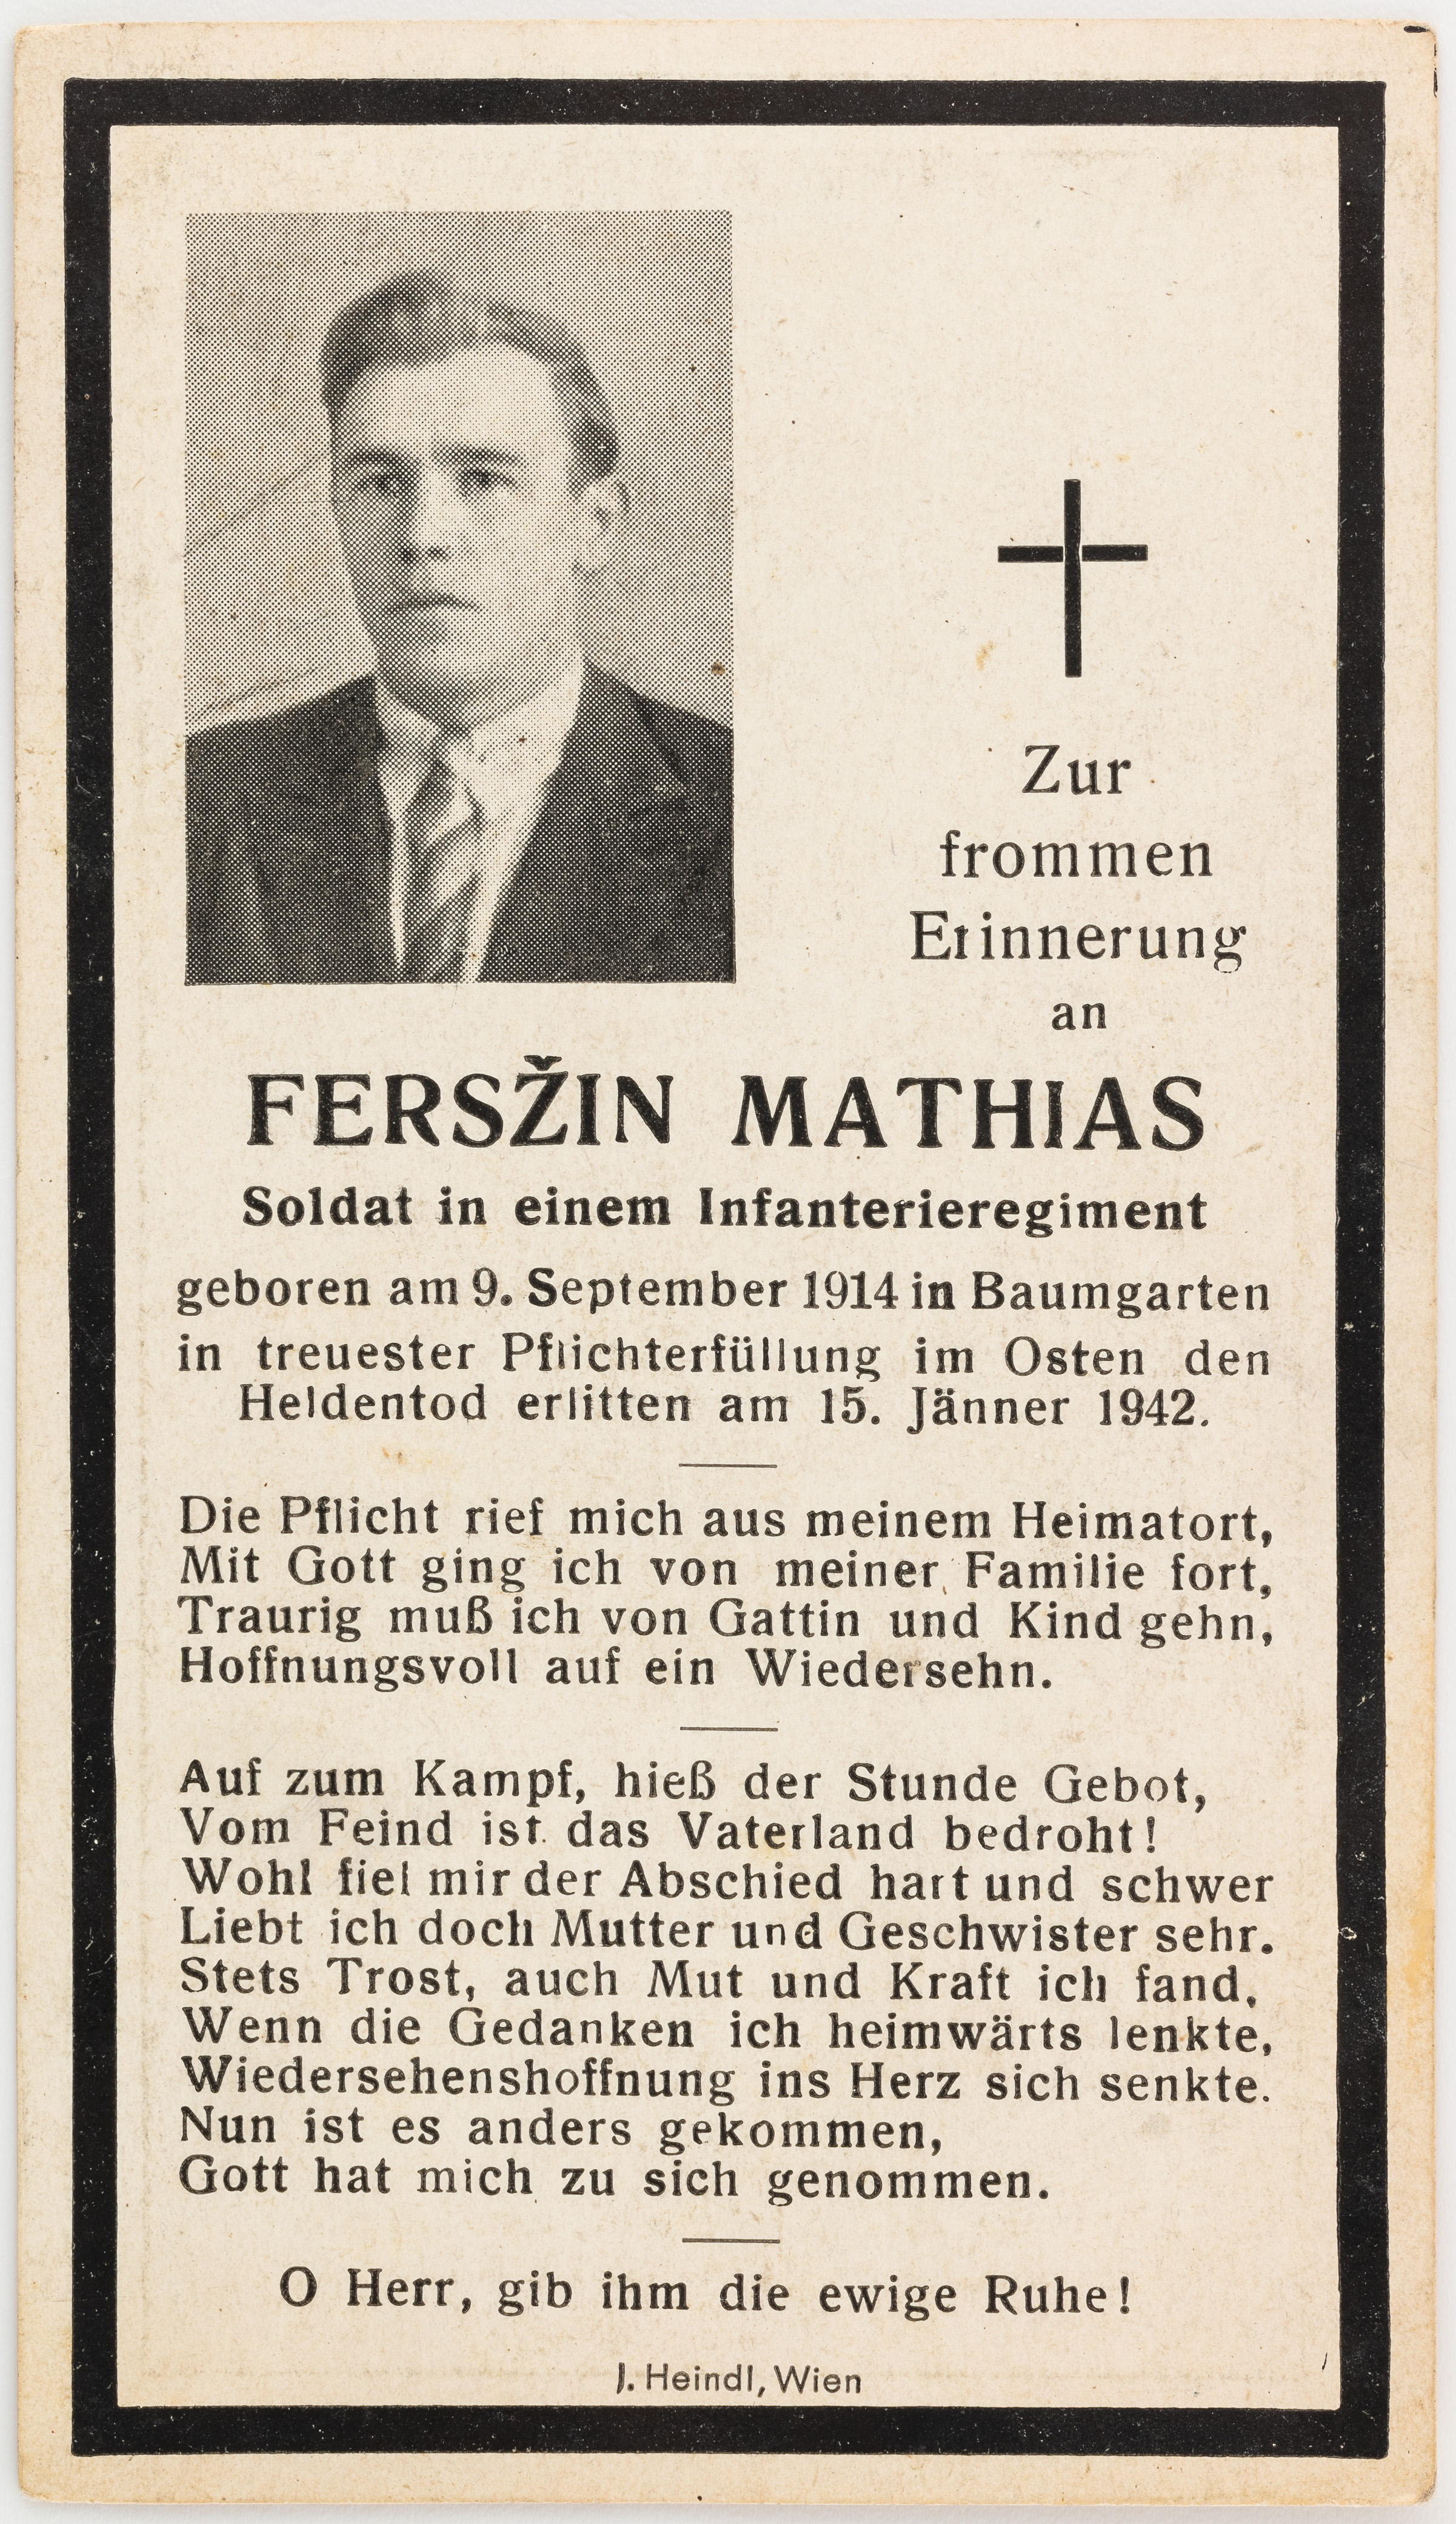 Zur
frommen
Erinnerung
an
FERSŽIN MATHIAS
Soldat in einem Infanterieregiment
geboren am 9. September 1914 in Baumgarten
in treuester Pflichterfüllung im Osten den
Heldentod erlitten am 15. Jänner 1942.
Die Pflicht rief mich aus meinem Heimatort,
Mit Gott ging ich von meiner Familie fort,
Traurig muß ich von Gattin und Kind gehn,
Hoffnungsvoll auf ein Wiedersehn.
Auf zum Kampf, hieß der Stunde Gebot,
Vom Feind ist das Vaterland bedroht!
Wohl fiel mir der Abschied hart und schwer
Liebt ich doch Mutter und Geschwister sehr.
Stets Trost, auch Mut und Kraft ich fand,
Wenn die Gedanken ich heimwärts lenkte,
Wiedersehenshoffnung ins Herz sich senkte.
Nun ist es anders gekommen,
Gott hat mich zu sich genommen.
O Herr, gib ihm die ewige Ruhe!
J. Heindl, Wien